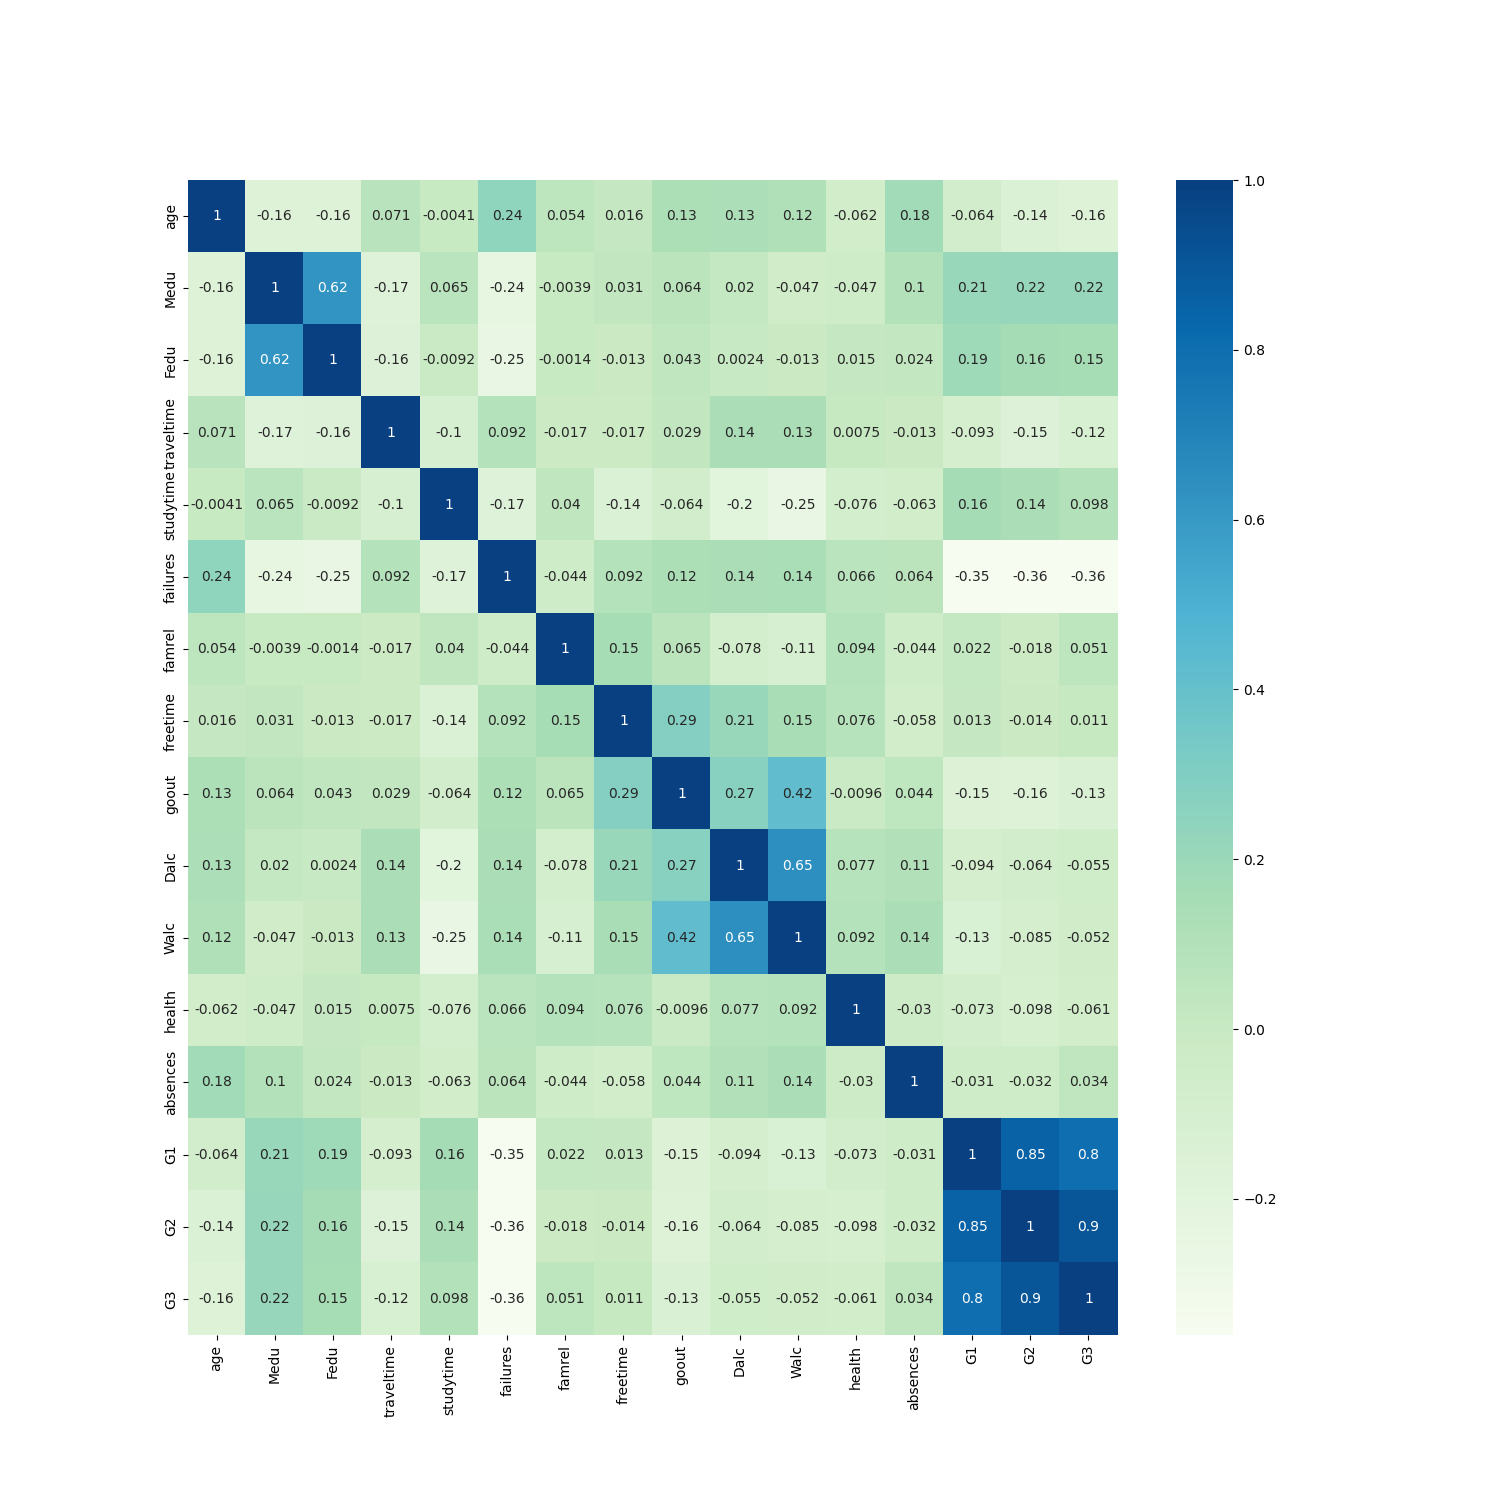 age 1 -0.16 -0.16 0.071 -0.0041 0.24 0.054 0.016 0.13 0.13 0.12 -0.062 0.18 -0.064 -0.14 -0.16
Medu -0.16 1 0.62 -0.17 0.065 -0.24 -0.0039 0.031 0.064 0.02 -0.047 -0.047 0.1 0.21 0.22 0.22
Fedu -0.16 0.62 1 -0.16 -0.0092 -0.25 -0.0014 -0.013 0.043 0.0024 -0.013 0.015 0.024 0.19 0.16 0.15
traveltime 0.071 -0.17 -0.16 1 -0.1 0.092 -0.017 -0.017 0.029 0.14 0.13 0.0075 -0.013 -0.093 -0.15 -0.12
studytime -0.0041 0.065 -0.0092 -0.1 1 -0.17 0.04 -0.14 -0.064 -0.2 -0.25 -0.076 -0.063 0.16 0.14 0.098
failures 0.24 -0.24 -0.25 0.092 -0.17 1 -0.044 0.092 0.12 0.14 0.14 0.066 0.064 -0.35 -0.36 -0.36
famrel 0.054 -0.0039 -0.0014 -0.017 0.04 -0.044 1 0.15 0.065 -0.078 -0.11 0.094 -0.044 0.022 -0.018 0.051
freetime 0.016 0.031 -0.013 -0.017 -0.14 0.092 0.15 1 0.29 0.21 0.15 0.076 -0.058 0.013 -0.014 0.011
goout 0.13 0.064 0.043 0.029 -0.064 0.12 0.065 0.29 1 0.27 0.42 -0.0096 0.044 -0.15 -0.16 -0.13
Dalc 0.13 0.02 0.0024 0.14 -0.2 0.14 -0.078 0.21 0.27 1 0.65 0.077 0.11 -0.094 -0.064 -0.055
Walc 0.12 -0.047 -0.013 0.13 -0.25 0.14 -0.11 0.15 0.42 0.65 1 0.092 0.14 -0.13 -0.085 -0.052
health -0.062 -0.047 0.015 0.0075 -0.076 0.066 0.094 0.076 -0.0096 0.077 0.092 1 -0.03 -0.073 -0.098 -0.061
absences 0.18 0.1 0.024 -0.013 -0.063 0.064 -0.044 -0.058 0.044 0.11 0.14 -0.03 1 -0.031 -0.032 0.034
G1 -0.064 0.21 0.19 -0.093 0.16 -0.35 0.022 0.013 -0.15 -0.094 -0.13 -0.073 -0.031 1 0.85 0.8
G2 -0.14 0.22 0.16 -0.15 0.14 -0.36 -0.018 -0.014 -0.16 -0.064 -0.085 -0.098 -0.032 0.85 1 0.9
G3 -0.16 0.22 0.15 -0.12 0.098 -0.36 0.051 0.011 -0.13 -0.055 -0.052 -0.061 0.034 0.8 0.9 1
age Medu Fedu traveltime studytime failures famrel freetime goout Dalc Walc health absences G1 G2 G3
1.0
0.8
0.6
0.4
0.2
0.0
−0.2